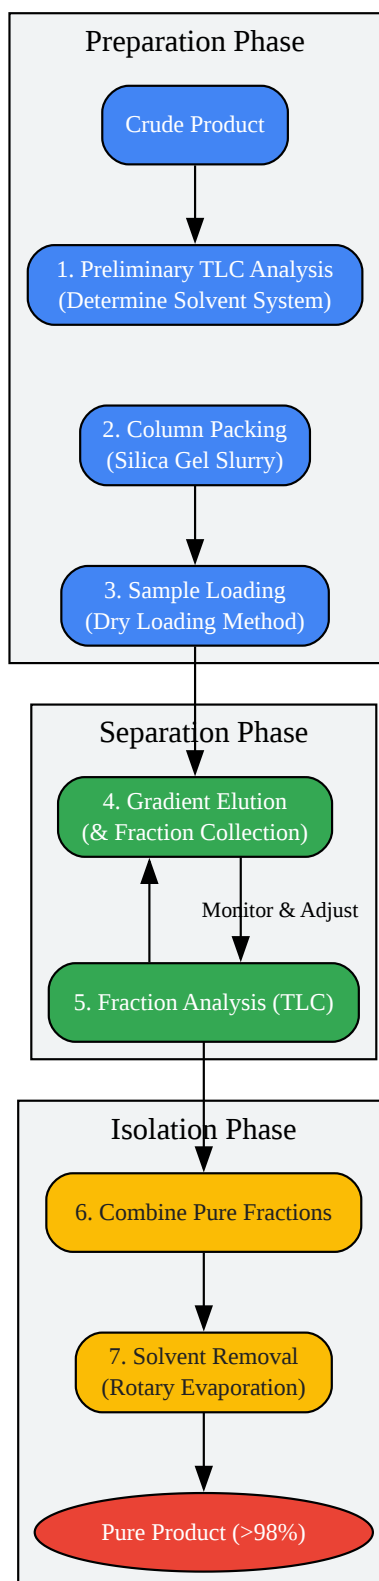 Preparation Phase
Crude Product
1. Preliminary TLC Analysis
(Determine Solvent System)
2. Column Packing
(Silica Gel Slurry)
3. Sample Loading
(Dry Loading Method)
Separation Phase
4. Gradient Elution
(& Fraction Collection)
Monitor & Adjust
5. Fraction Analysis (TLC)
Isolation Phase
6. Combine Pure Fractions
7. Solvent Removal
(Rotary Evaporation)
Pure Product (>98%)